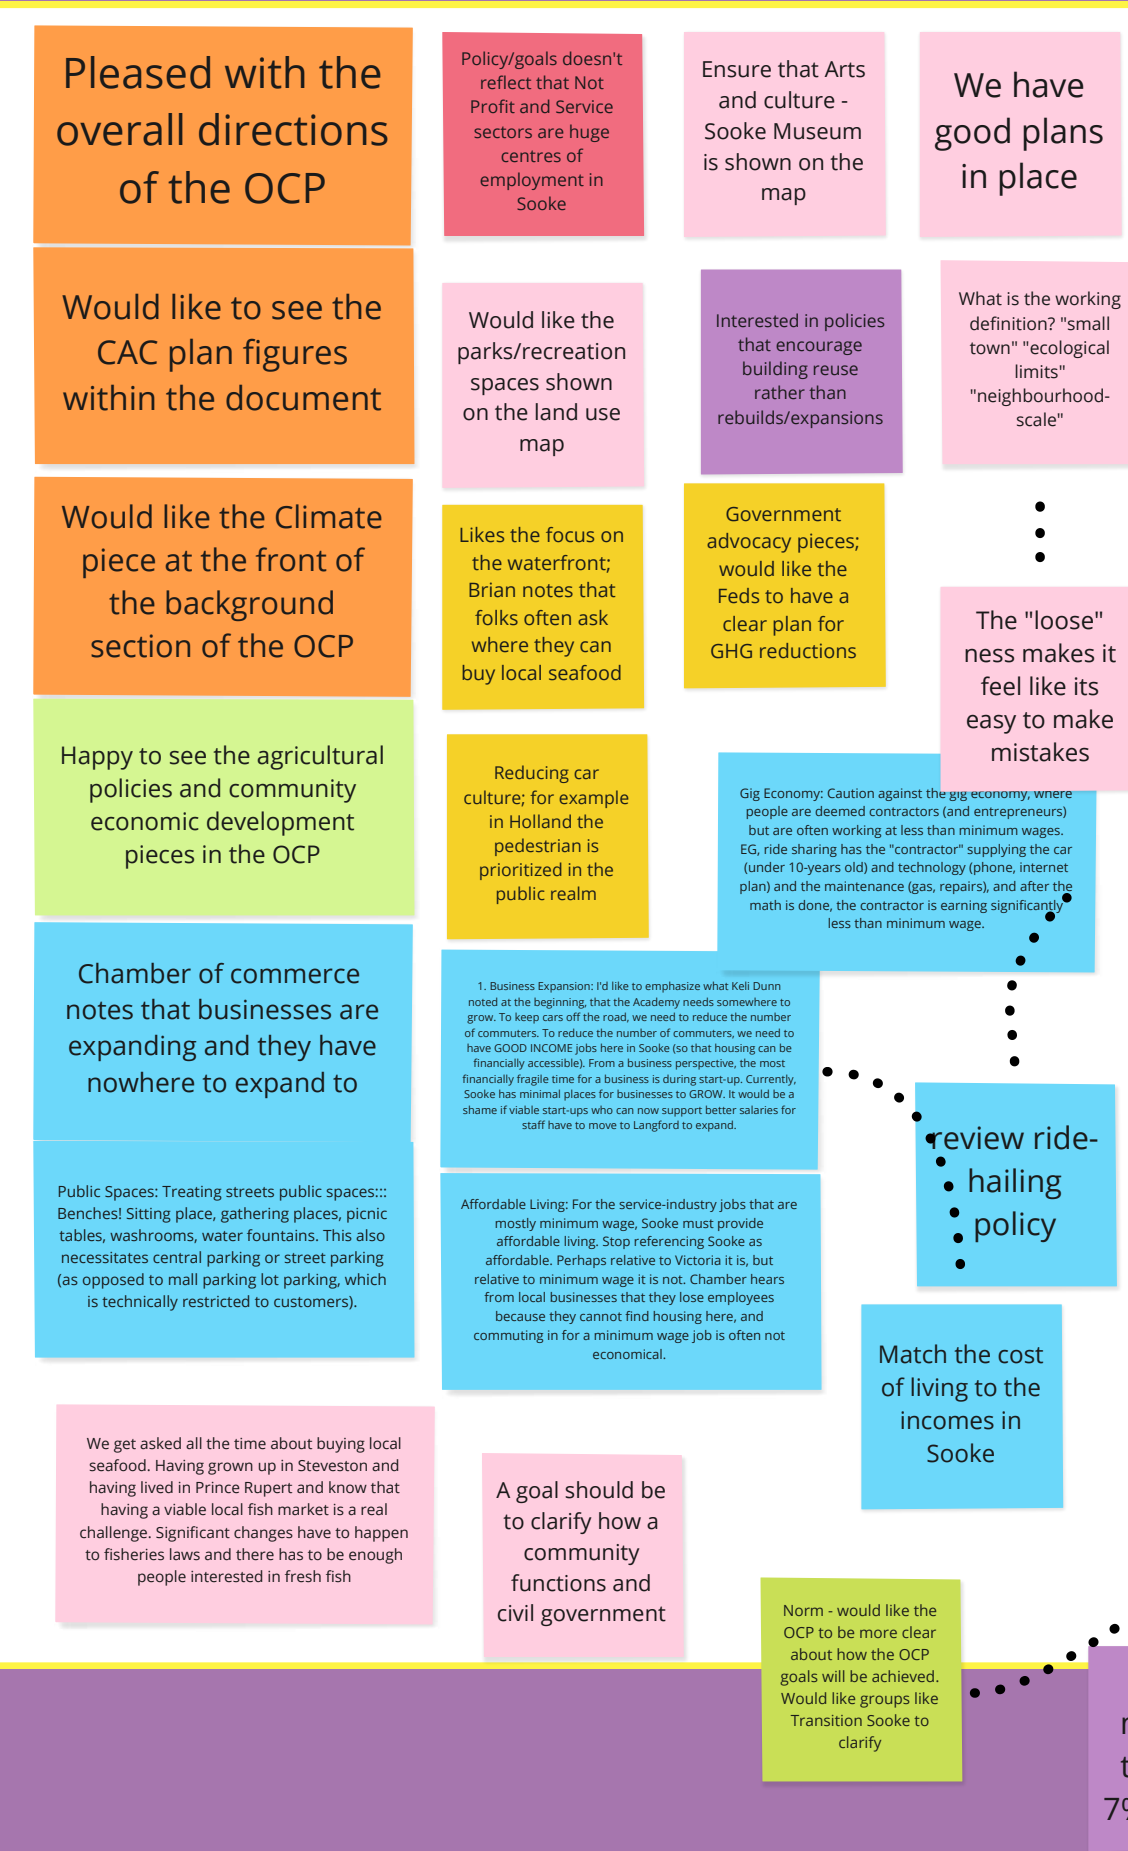 Pleased with the
overall directions
of the OCP
Policy/goals doesn't
reflect that Not
Profit and Service
sectors are huge
centres of
employment in
Sooke
Ensure that Arts
and culture -
Sooke Museum
is shown on the
map
We have
good plans
in place
Would like to see the
CAC plan figures
within the document
Would like the
parks/recreation
spaces shown
on the land use
map
Interested in policies
that encourage
building reuse
rather than
rebuilds/expansions
What is the working
definition? "small
town" "ecological
limits"
"neighbourhood-
scale"
Would like the Climate
piece at the front of
the background
section of the OCP
Likes the focus on
the waterfront;
Brian notes that
folks often ask
where they can
buy local seafood
Government
advocacy pieces;
would like the
Feds to have a
clear plan for
GHG reductions
The "loose"
ness makes it
feel like its
easy to make
mistakes
Happy to see the agricultural
policies and community
economic development
pieces in the OCP
Reducing car
culture; for example
in Holland the
pedestrian is
prioritized in the
public realm
Gig Economy: Caution against the gig economy, where
people are deemed contractors (and entrepreneurs)
but are often working at less than minimum wages.
EG, ride sharing has the "contractor" supplying the car
(under 10-years old) and technology (phone, internet
plan) and the maintenance (gas, repairs), and after the
math is done, the contractor is earning significantly
less than minimum wage.
Chamber of commerce
notes that businesses are
expanding and they have
nowhere to expand to
1. Business Expansion: I'd like to emphasize what Keli Dunn
noted at the beginning, that the Academy needs somewhere to
grow. To keep cars off the road, we need to reduce the number
of commuters. To reduce the number of commuters, we need to
have GOOD INCOME jobs here in Sooke (so that housing can be
financially accessible). From a business perspective, the most
financially fragile time for a business is during start-up. Currently,
Sooke has minimal places for businesses to GROW. It would be a
shame if viable start-ups who can now support better salaries for
staff have to move to Langford to expand.
review ride-
hailing
policy
Public Spaces: Treating streets public spaces:::
Benches! Sitting place, gathering places, picnic
tables, washrooms, water fountains. This also
necessitates central parking or street parking
(as opposed to mall parking lot parking, which
is technically restricted to customers).
Affordable Living: For the service-industry jobs that are
mostly minimum wage, Sooke must provide
affordable living. Stop referencing Sooke as
affordable. Perhaps relative to Victoria it is, but
relative to minimum wage it is not. Chamber hears
from local businesses that they lose employees
because they cannot find housing here, and
commuting in for a minimum wage job is often not
economical.
Match the cost
of living to the
incomes in
Sooke
We get asked all the time about buying local
seafood. Having grown up in Steveston and
having lived in Prince Rupert and know that
having a viable local fish market is a real
challenge. Significant changes have to happen
to fisheries laws and there has to be enough
people interested in fresh fish
A goal should be
to clarify how a
community
functions and
civil government
Norm - would like the
OCP to be more clear
about how the OCP
goals will be achieved.
Would like groups like
Transition Sooke to
clarify